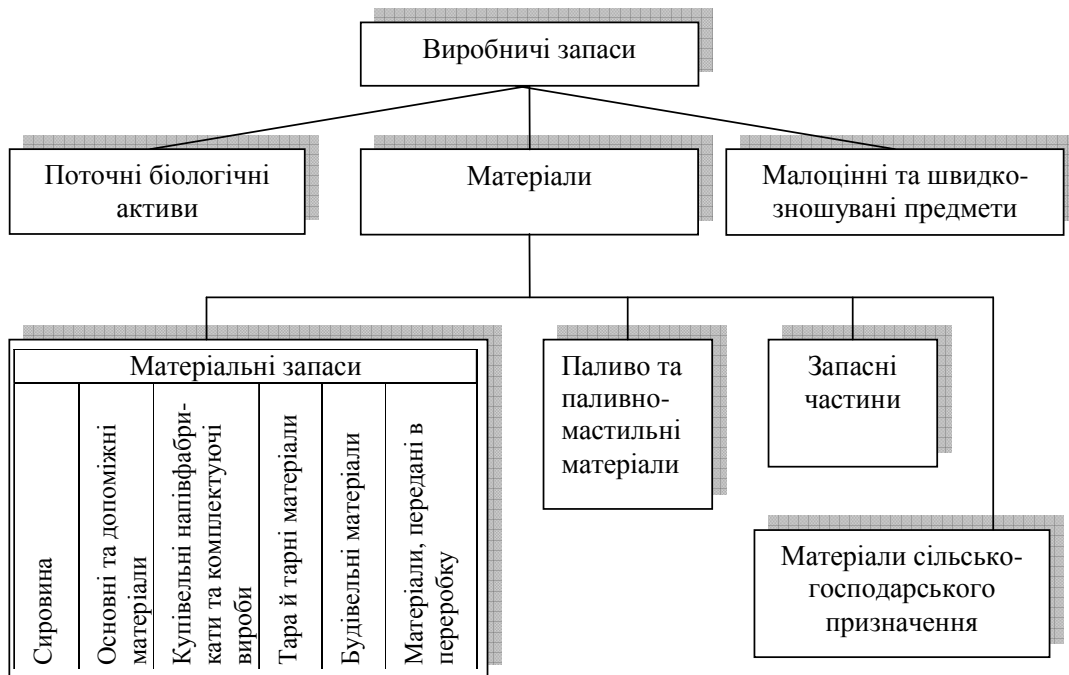 Виробничі запаси
Поточні біологічні
активи
Матеріали
Малоцінні та швидко-
зношувані предмети
Матеріальні запаси
Сировина
Основні та допоміжні
матеріали
Купівельні напівфабри-
кати та комплектуючі
вироби
Тара й тарні матеріали
Будівельні матеріали
Матеріали, передані в
переробку
Паливо та
паливно-
мастильні
матеріали
Запасні
частини
Матеріали сільсько-
господарського
призначення